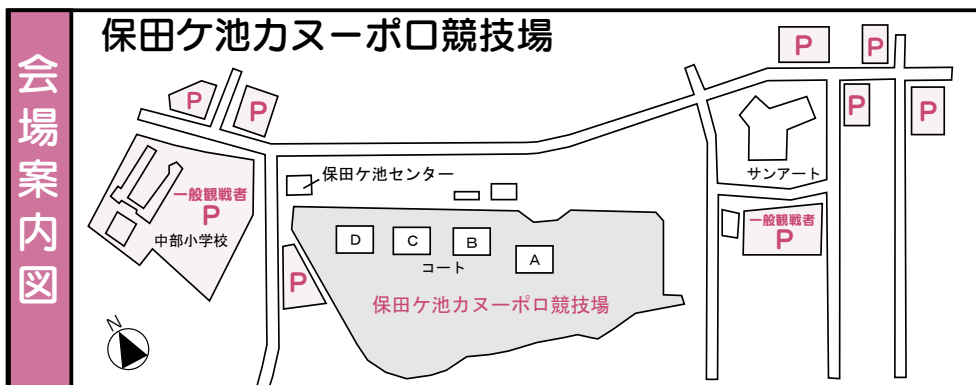 会場案内図
保田ケ池カヌーポロ競技場
P
P
P
P
P
P
保田ケ池センター
サンアート
一般観戦者
P
中部小学校
一般観戦者
P
D
C
B
A
コート
P
保田ケ池カヌーポロ競技場
N